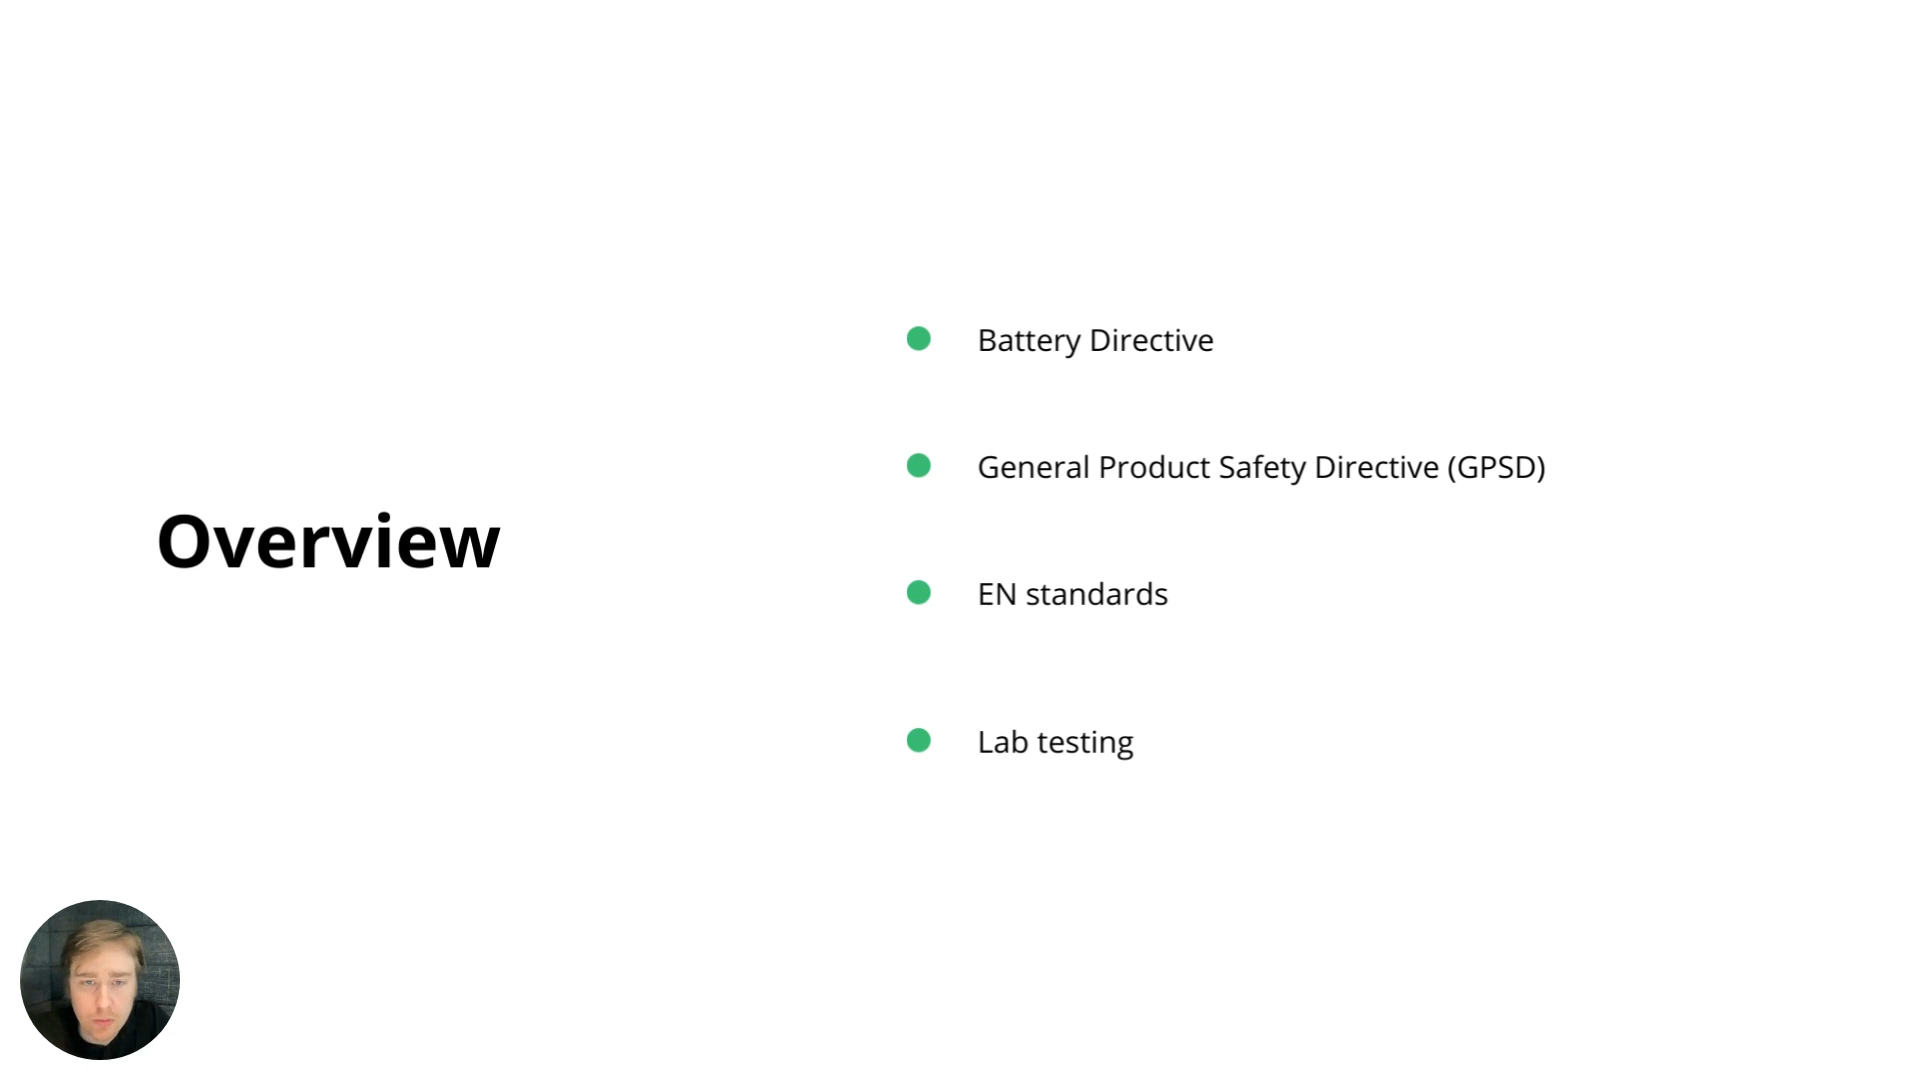 Overview
Battery Directive
General Product Safety Directive (GPSD)
EN standards
Lab testing